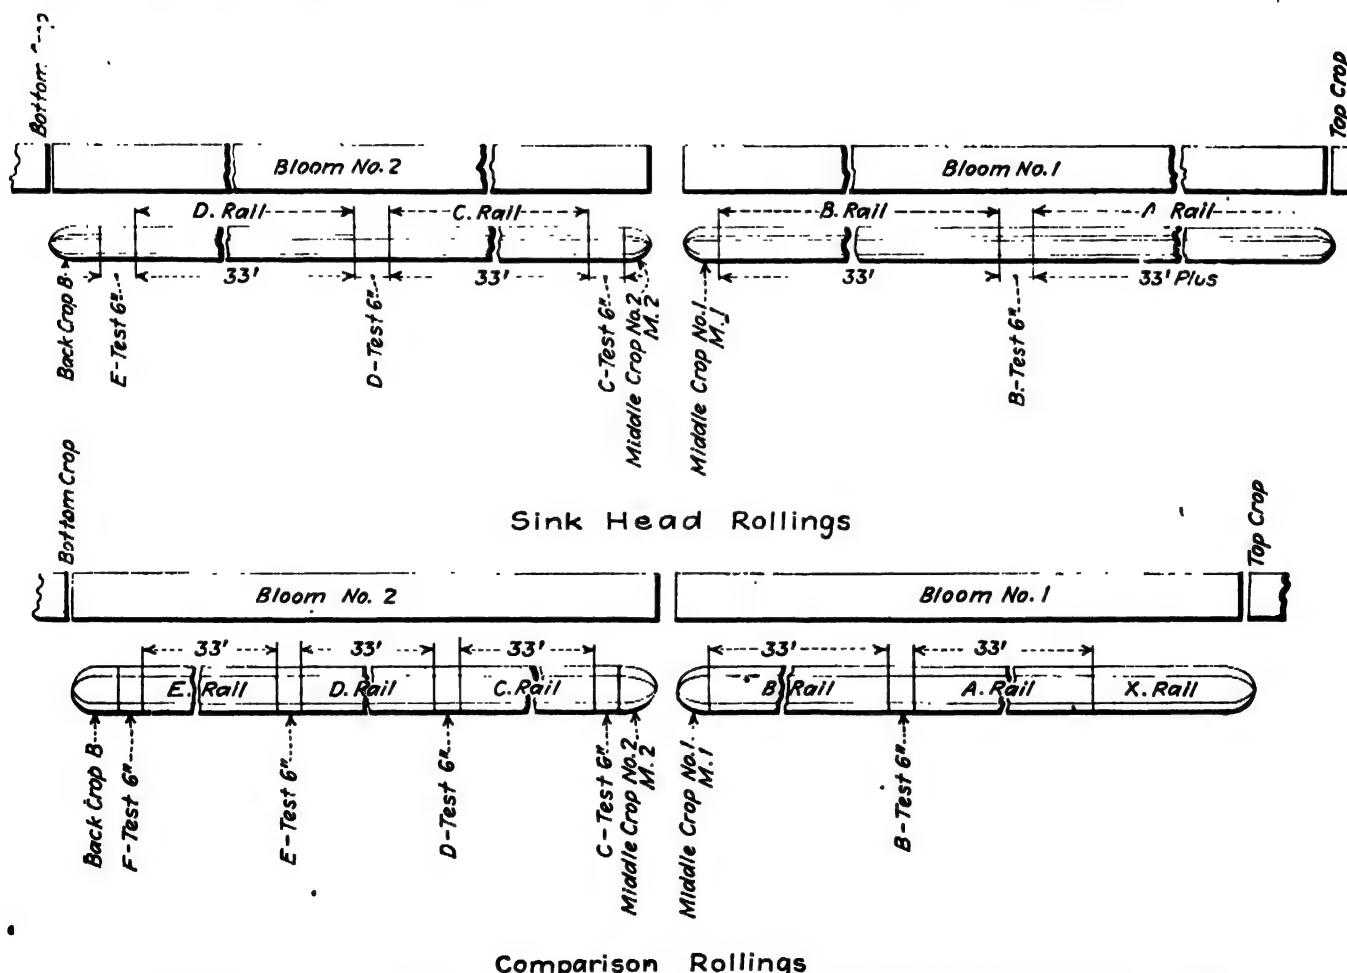 Bottom
Top Crop
Bloom No. 2
Bloom No. 1
D. Rail
C. Rail
B. Rail
Rail
33'
33'
33'
33' Plus
Back Crop B
E-Test 6"
D-Test 6"
C-Test 6"
Middle Crop No. 2
M. 2
Middle Crop No. 1
M. 1
B-Test 6"
Sink Head Rollings
Bottom Crop
Top Crop
Bloom No. 2
Bloom No. 1
33'
33'
33'
33'
33'
E. Rail
D. Rail
C. Rail
B. Rail
A. Rail
X. Rail
Back Crop B
F-Test 6"
E-Test 6"
D-Test 6"
C-Test 6"
Middle Crop No. 2
M. 2
Middle Crop No. 1
M. 1
B-Test 6"
Comparison Rollings